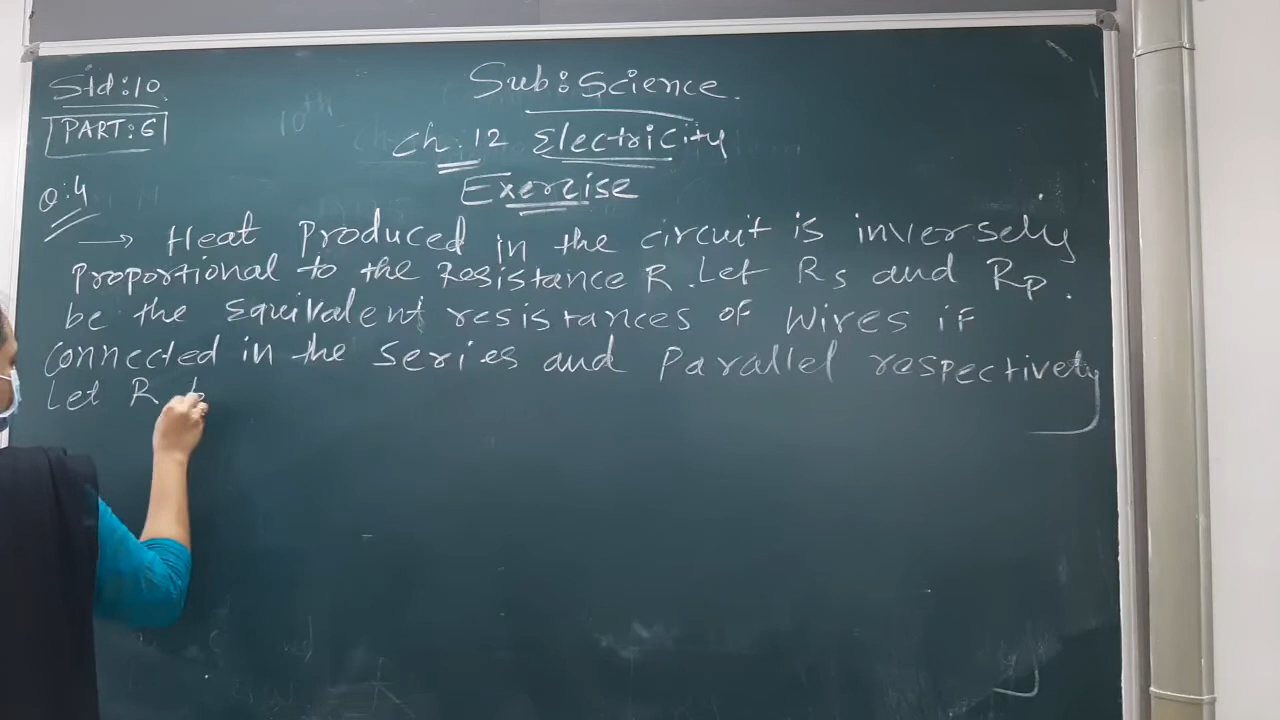 Std:10.
PART:6
Sub:Science.
Ch.12 Electricity
Exercise
Q:4
→ Heat Produced in the circuit is inversely
Proportional to the Resistance R. Let Rs and Rp.
be the Equivalent resistances of Wires if
Connected in the Series and Parallel respectively
Let R b